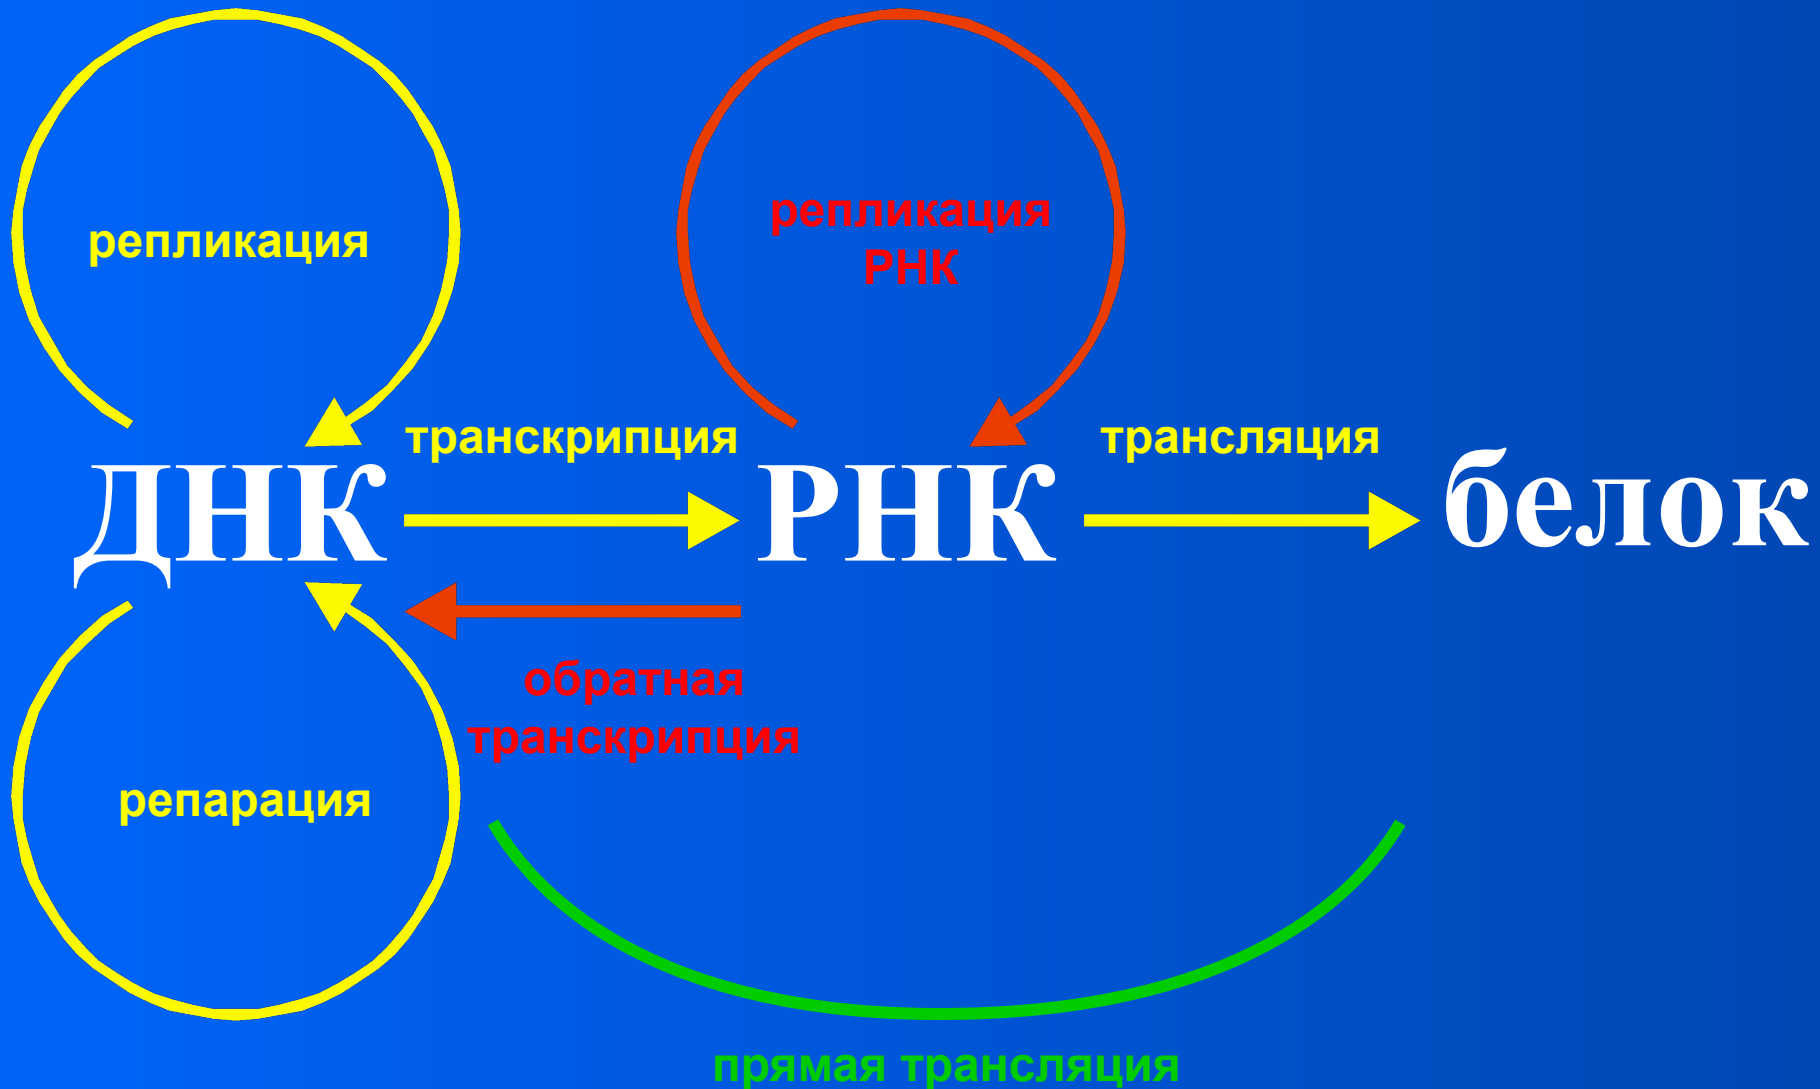 репликация
репликация
РНК
транскрипция
трансляция
ДНК
РНК
белок
обратная
транскрипция
репарация
прямая трансляция